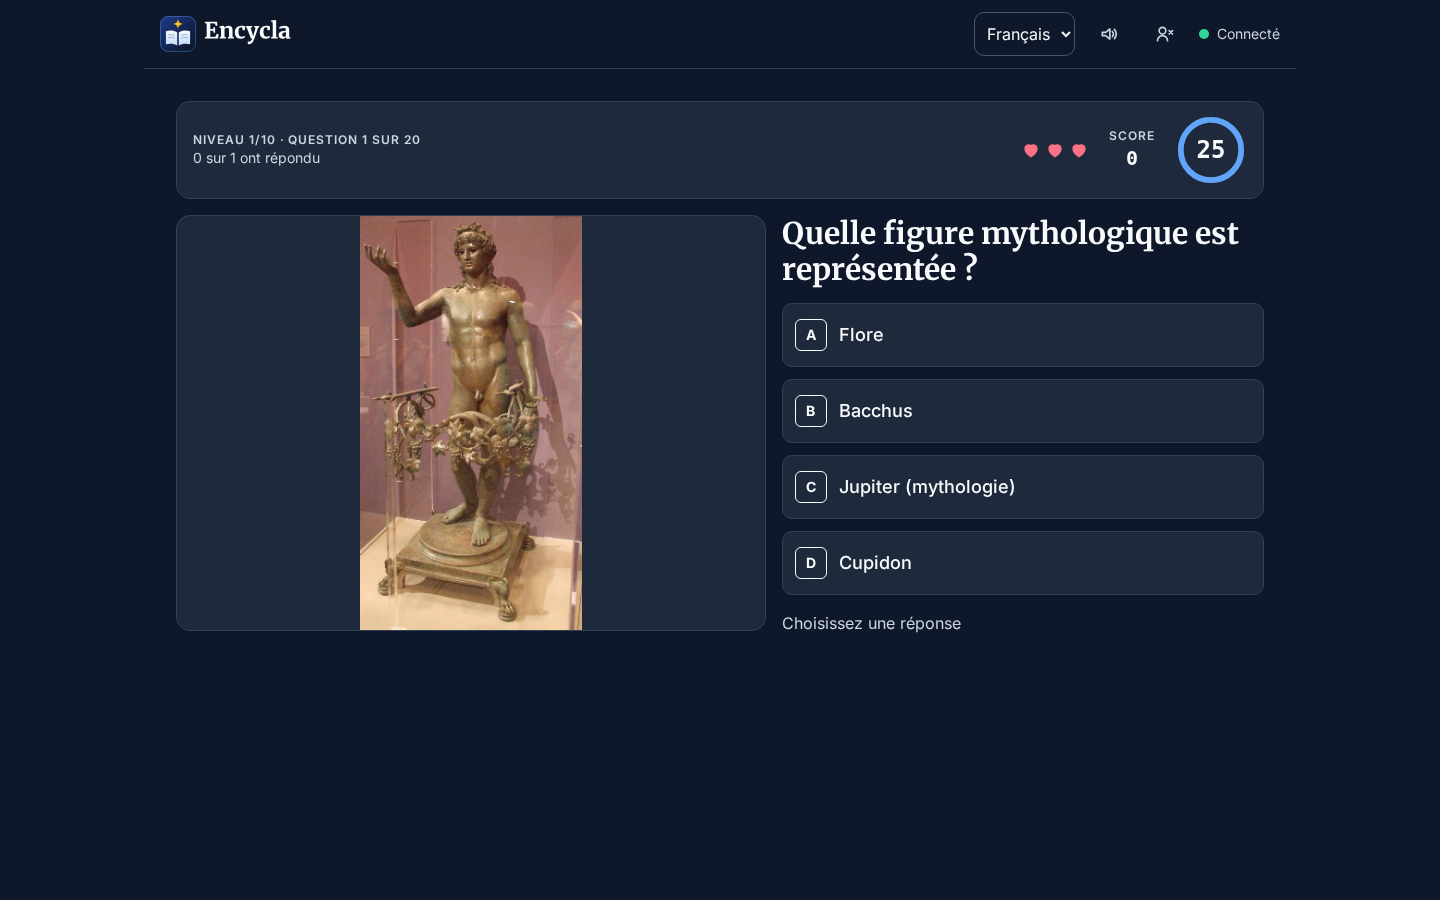 Encycla
Français
Connecté
NIVEAU 1/10 · QUESTION 1 SUR 20
0 sur 1 ont répondu
SCORE
0
25
Quelle figure mythologique est
représentée ?
A Flore
B Bacchus
C Jupiter (mythologie)
D Cupidon
Choisissez une réponse